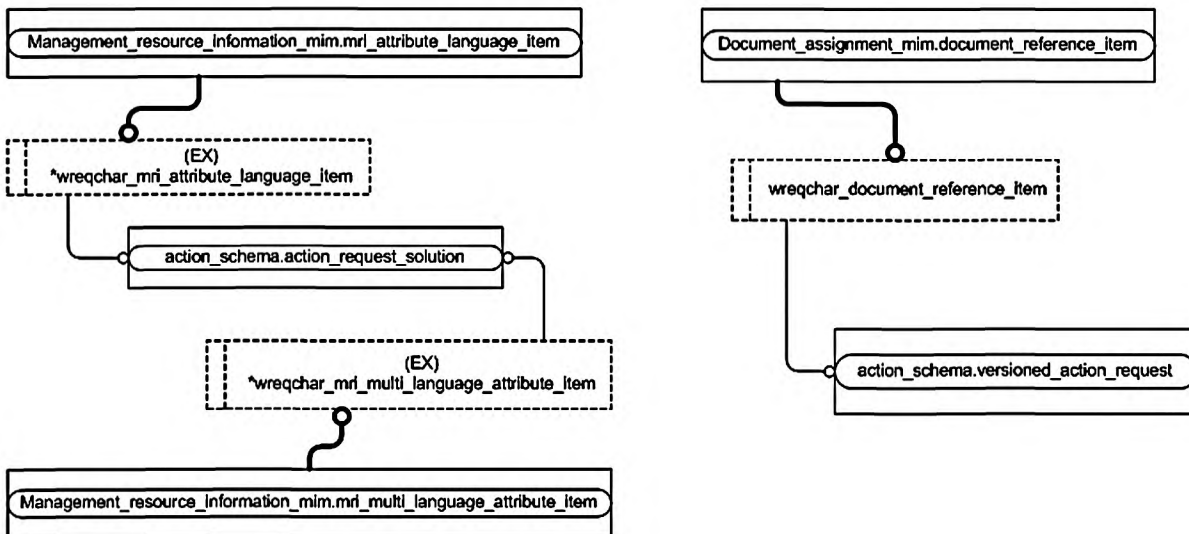 Management_resource_information_mim.mri_attribute_language_item
Document_assignment_mim.document_reference_item
(EX)
*wreqchar_mri_attribute_language_item
wreqchar_document_reference_item
action_schema.action_request_solution
(EX)
*wreqchar_mri_multi_language_attribute_item
action_schema.versioned_action_request
Management_resource_information_mim.mri_multi_language_attribute_item